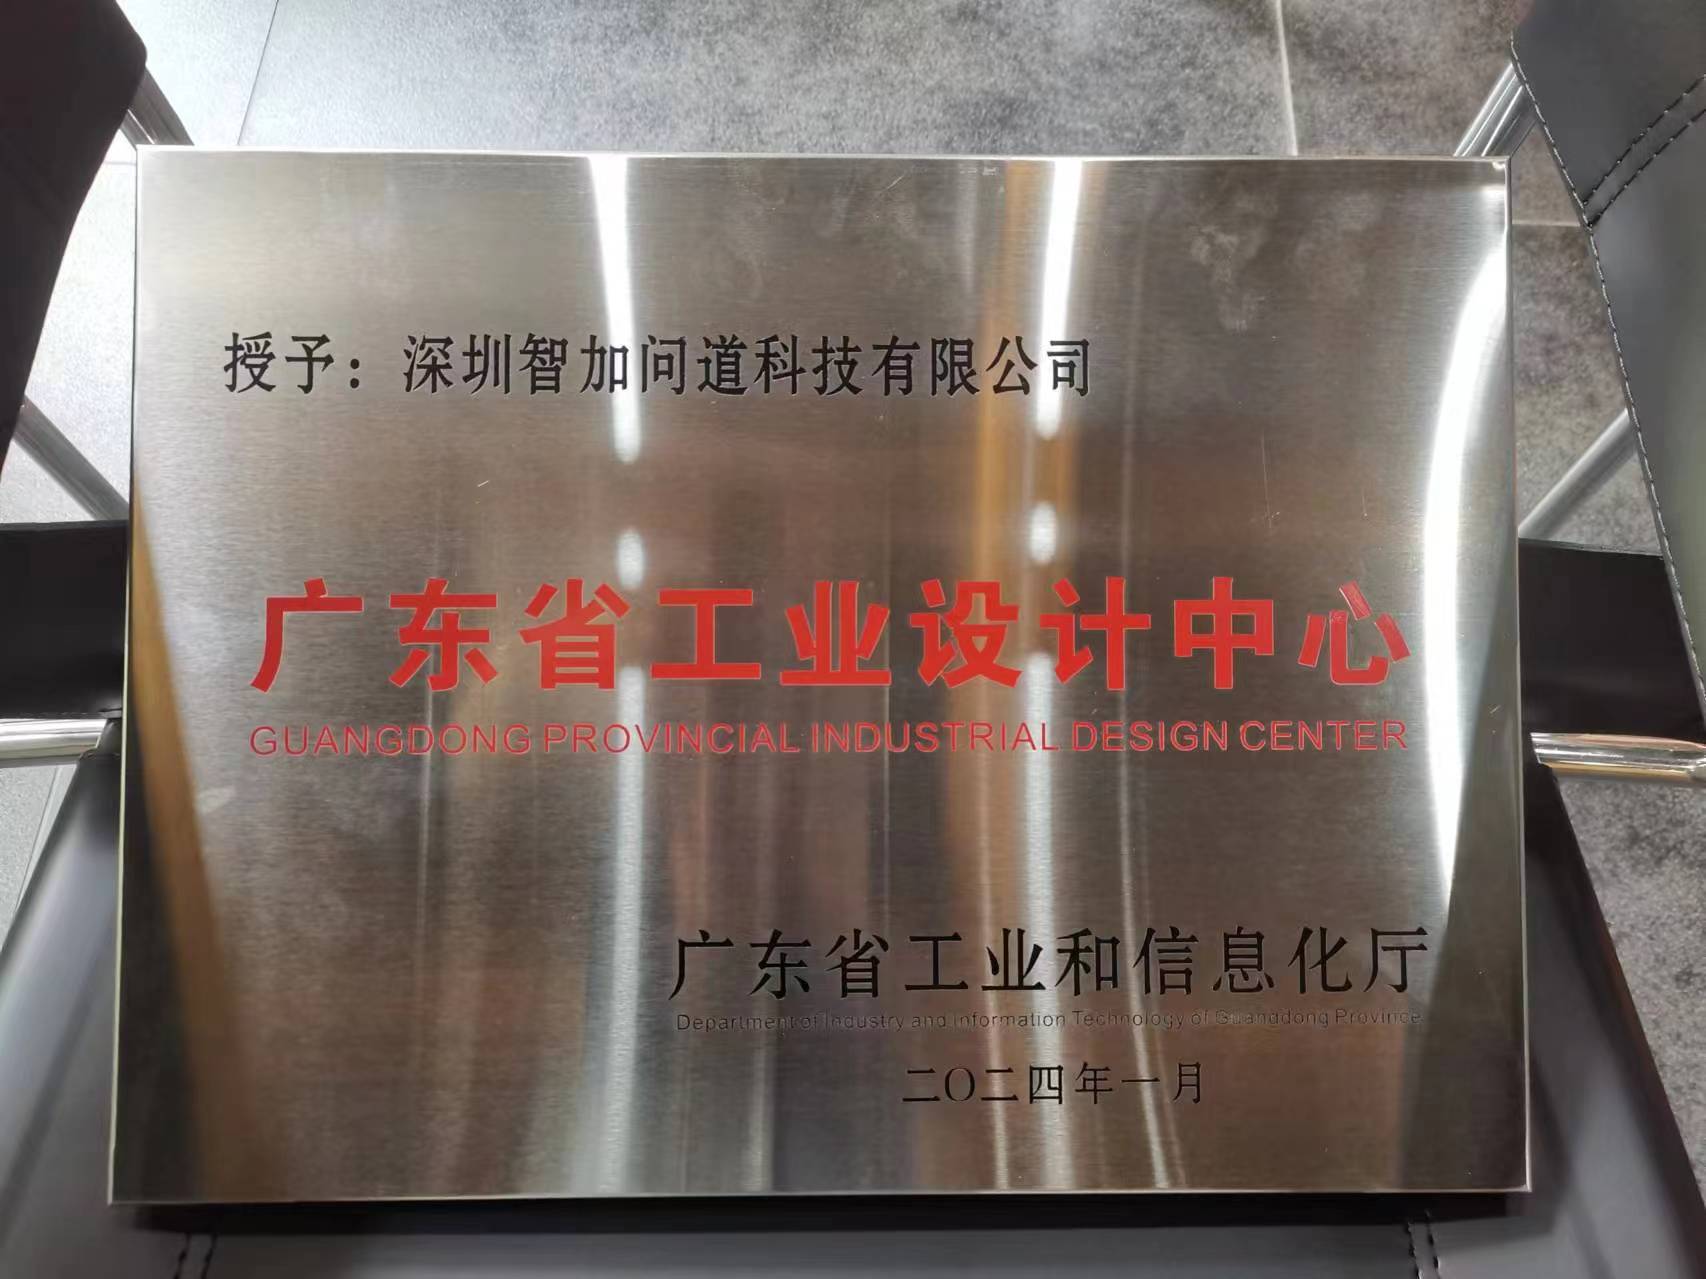 授予：深圳智加问道科技有限公司
广东省工业设计中心
GUANGDONG PROVINCIAL INDUSTRIAL DESIGN CENTER
广东省工业和信息化厅
Department of Industry and Information Technology of Guangdong Province
二〇二四年一月